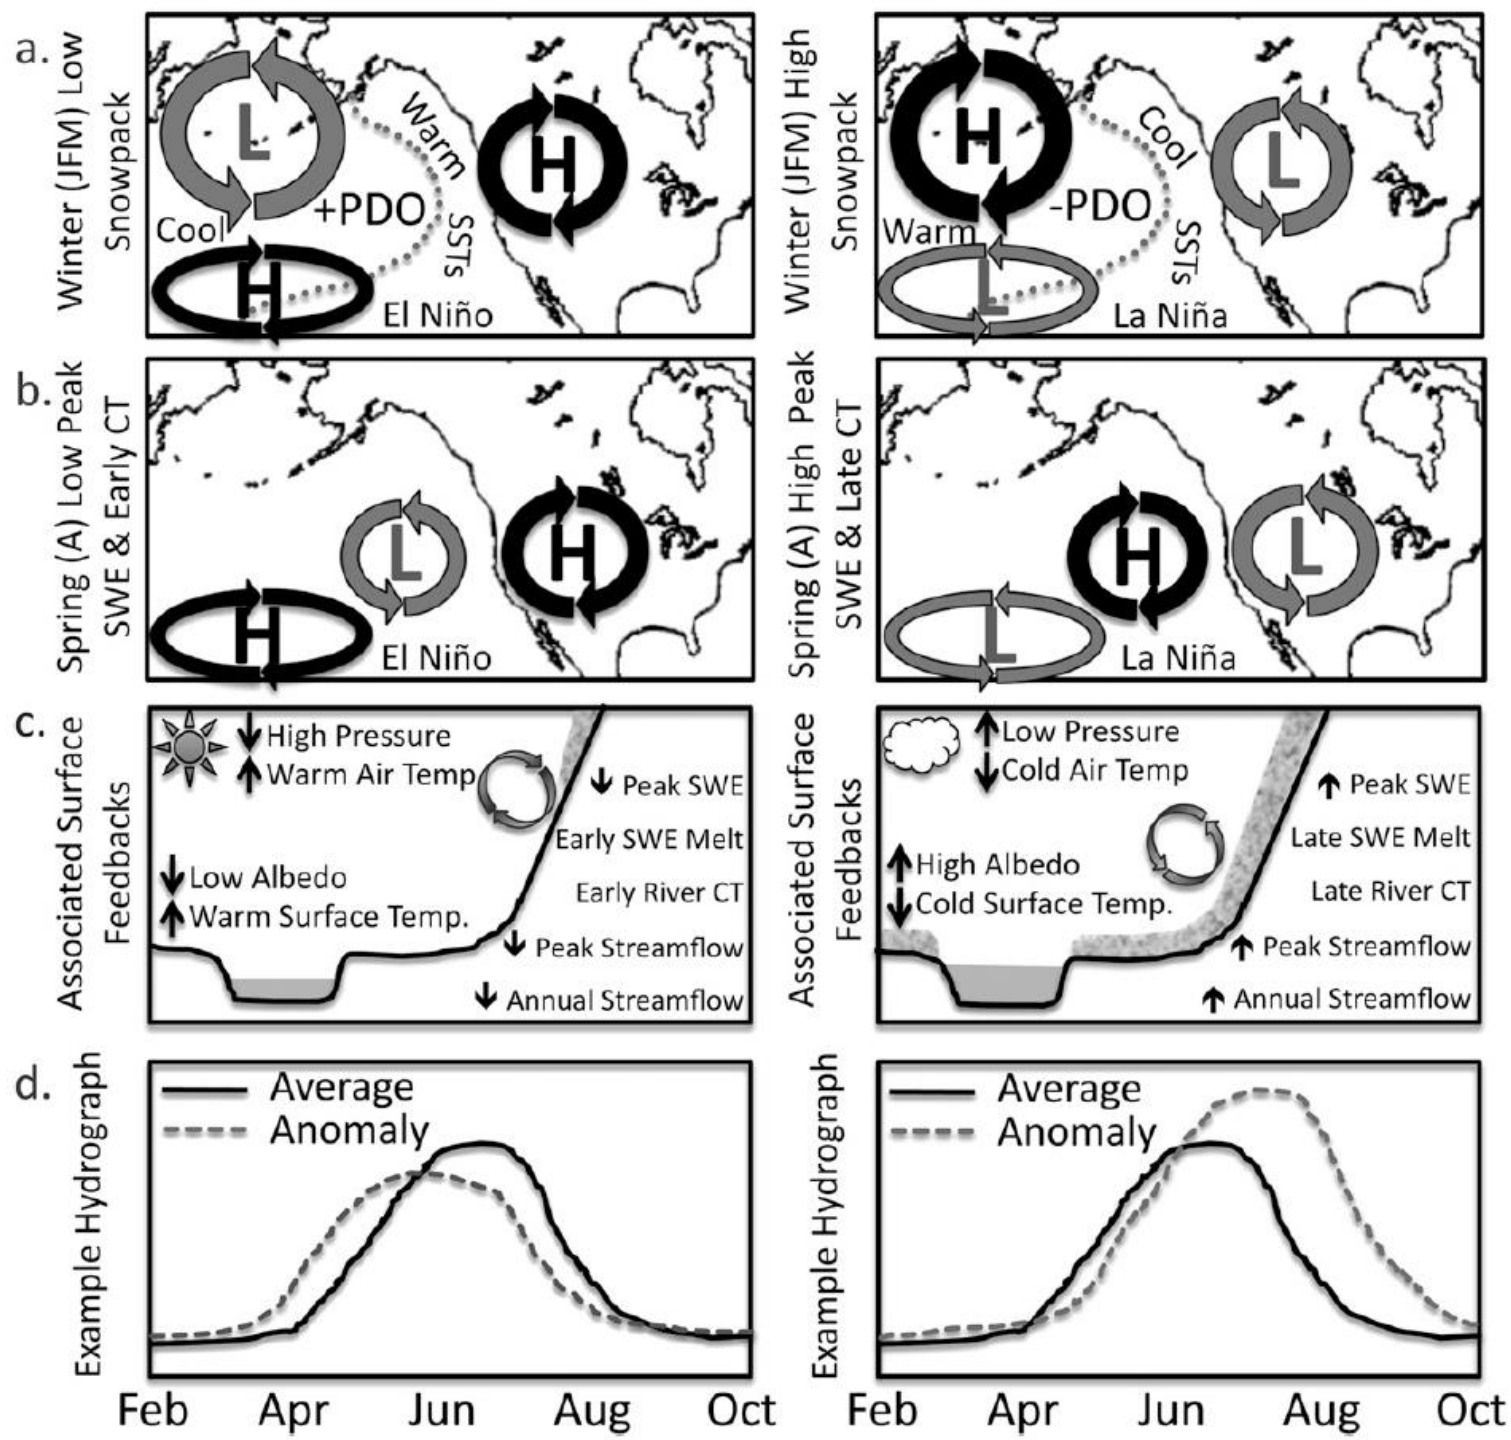 a.
Winter (JFM) Low
Snowpack
L
Warm
H
+PDO
Cool
SSTs
H
El Niño
Winter (JFM) High
Snowpack
H
Cool
L
-PDO
Warm
SSTs
L
La Niña
b.
Spring (A) Low Peak
SWE & Early CT
L
H
H
El Niño
Spring (A) High Peak
SWE & Late CT
H
L
L
La Niña
c.
Associated Surface
Feedbacks
High Pressure
Warm Air Temp
Peak SWE
Early SWE Melt
Low Albedo
Early River CT
Warm Surface Temp.
Peak Streamflow
Annual Streamflow
Associated Surface
Feedbacks
Low Pressure
Cold Air Temp
Peak SWE
Late SWE Melt
High Albedo
Late River CT
Cold Surface Temp.
Peak Streamflow
Annual Streamflow
d.
Example Hydrograph
Average
Anomaly
Example Hydrograph
Average
Anomaly
Feb Apr Jun Aug Oct
Feb Apr Jun Aug Oct